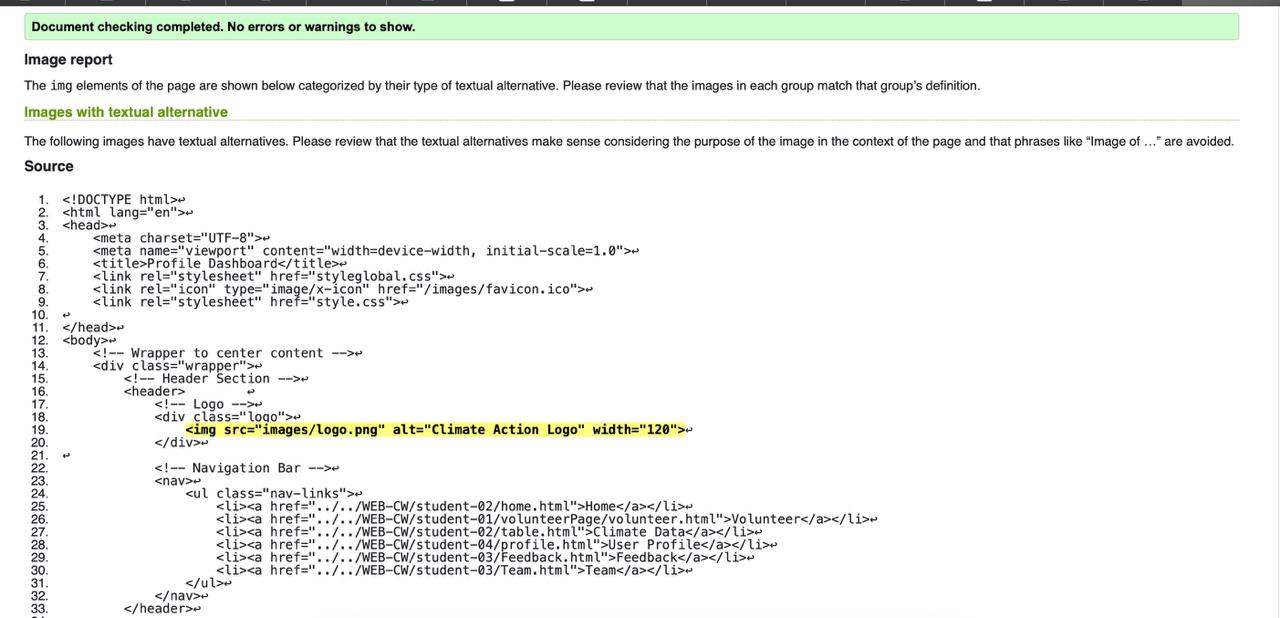 Document checking completed. No errors or warnings to show.
Image report
The img elements of the page are shown below categorized by their type of textual alternative. Please review that the images in each group match that group's definition.
Images with textual alternative
The following images have textual alternatives. Please review that the textual alternatives make sense considering the purpose of the image in the context of the page and that phrases like “Image of …” are avoided.
Source
1. <!DOCTYPE html>↩
2. <html lang="en">↩
3. <head>↩
4.     <meta charset="UTF-8">↩
5.     <meta name="viewport" content="width=device-width, initial-scale=1.0">↩
6.     <title>Profile Dashboard</title>↩
7.     <link rel="stylesheet" href="styleglobal.css">↩
8.     <link rel="icon" type="image/x-icon" href="/images/favicon.ico">↩
9.     <link rel="stylesheet" href="style.css">↩
10. ↩
11. </head>↩
12. <body>↩
13.     <!-- Wrapper to center content -->↩
14.     <div class="wrapper">↩
15.         <!-- Header Section -->↩
16.         <header>        ↩
17.             <!-- Logo -->↩
18.             <div class="logo">↩
19.                 <img src="images/logo.png" alt="Climate Action Logo" width="120">↩
20.             </div>↩
21. ↩
22.             <!-- Navigation Bar -->↩
23.             <nav>↩
24.                 <ul class="nav-links">↩
25.                     <li><a href="../../WEB-CW/student-02/home.html">Home</a></li>↩
26.                     <li><a href="../../WEB-CW/student-01/volunteerPage/volunteer.html">Volunteer</a></li>↩
27.                     <li><a href="../../WEB-CW/student-02/table.html">Climate Data</a></li>↩
28.                     <li><a href="../../WEB-CW/student-04/profile.html">User Profile</a></li>↩
29.                     <li><a href="../../WEB-CW/student-03/Feedback.html">Feedback</a></li>↩
30.                     <li><a href="../../WEB-CW/student-03/Team.html">Team</a></li>↩
31.                 </ul>↩
32.             </nav>↩
33.         </header>↩